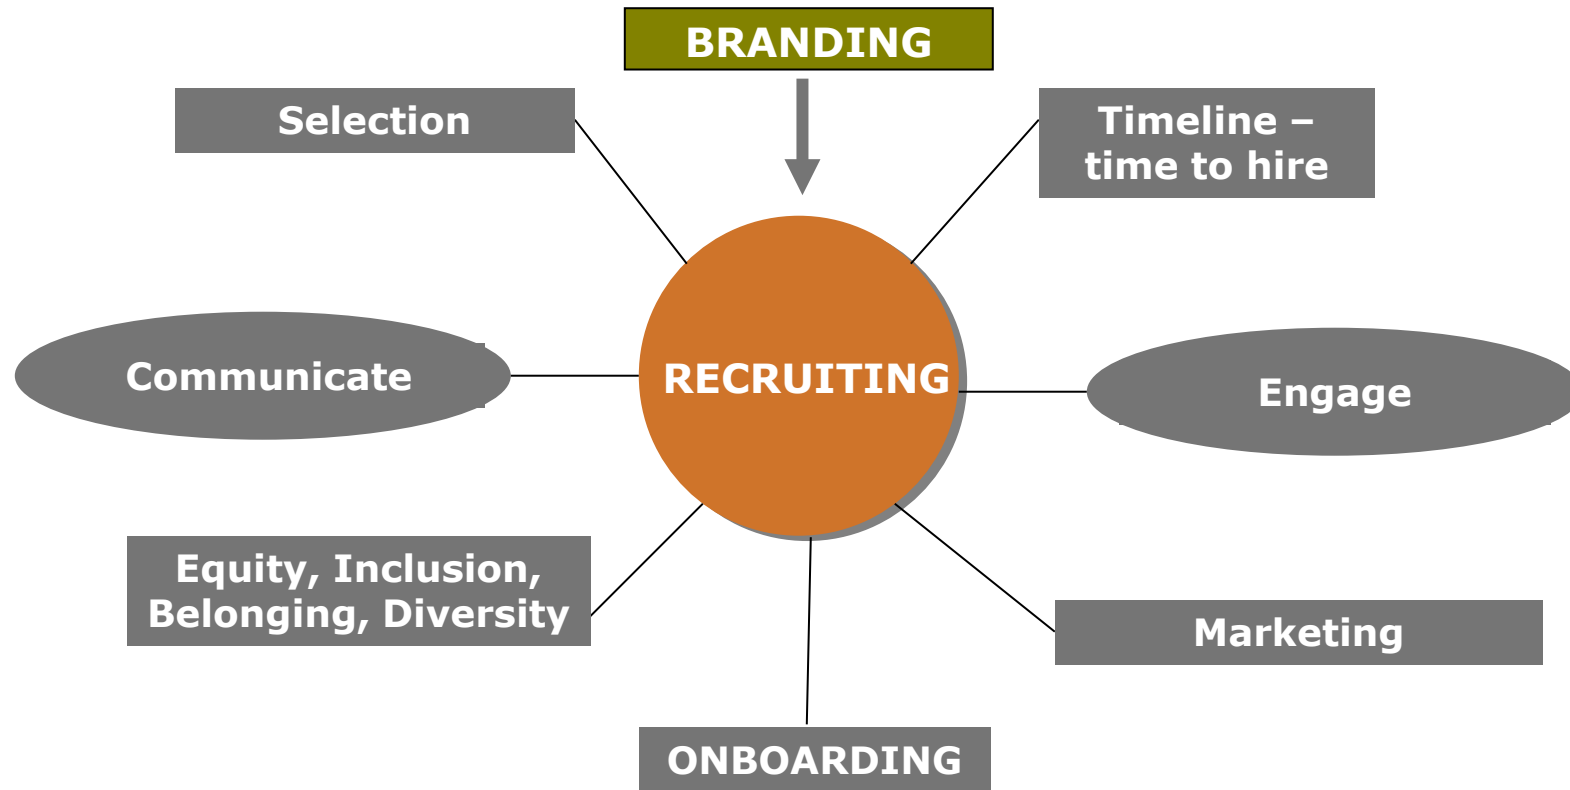 BRANDING
Selection
Timeline –
time to hire
Communicate
RECRUITING
Engage
Equity, Inclusion,
Belonging, Diversity
Marketing
ONBOARDING